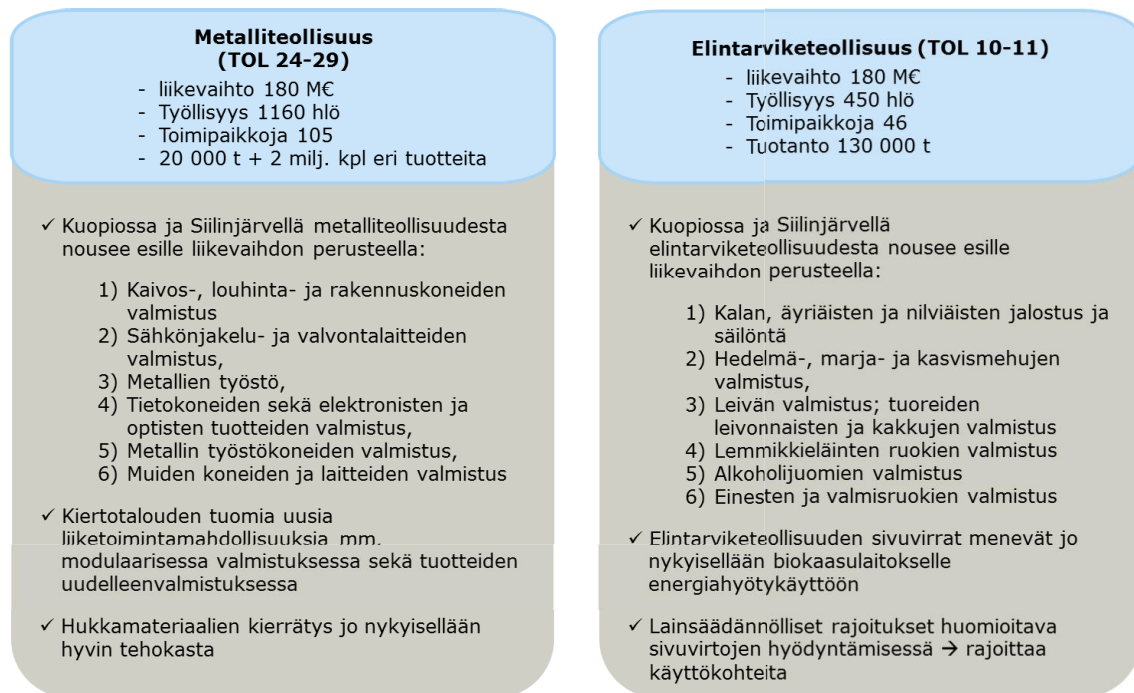 Metalliteollisuus
(TOL 24-29)
- liikevaihto 180 M€
- Työllisyys 1160 hlö
- Toimipaikkoja 105
- 20 000 t + 2 milj. kpl eri tuotteita
✓ Kuopiossa ja Siilinjärvellä metalliteollisuudesta
nousee esille liikevaihdon perusteella:
1) Kaivos-, louhinta- ja rakennuskoneiden
valmistus
2) Sähkönjakelu- ja valvontalaitteiden
valmistus,
3) Metallien työstö,
4) Tietokoneiden sekä elektronisten ja
optisten tuotteiden valmistus,
5) Metallin työstökoneiden valmistus,
6) Muiden koneiden ja laitteiden valmistus
✓ Kiertotalouden tuomia uusia
liiketoimintamahdollisuuksia mm.
modulaarisessa valmistuksessa sekä tuotteiden
uudelleenvalmistuksessa
✓ Hukkamateriaalien kierrätys jo nykyisellään
hyvin tehokasta
Elintarviketeollisuus (TOL 10-11)
- liikevaihto 180 M€
- Työllisyys 450 hlö
- Toimipaikkoja 46
- Tuotanto 130 000 t
✓ Kuopiossa ja Siilinjärvellä
elintarviketeollisuudesta nousee esille
liikevaihdon perusteella:
1) Kalan, äyriäisten ja nilviäisten jalostus ja
säilöntä
2) Hedelmä-, marja- ja kasvismehujen
valmistus,
3) Leivän valmistus; tuoreiden
leivonnaisten ja kakkujen valmistus
4) Lemmikkieläinten ruokien valmistus
5) Alkoholijuomien valmistus
6) Einesten ja valmisruokien valmistus
✓ Elintarviketeollisuuden sivuvirrat menevät jo
nykyisellään biokaasulaitokselle
energiahyötykäyttöön
✓ Lainsäädännölliset rajoitukset huomioitava
sivuvirtojen hyödyntämisessä → rajoittaa
käyttökohteita